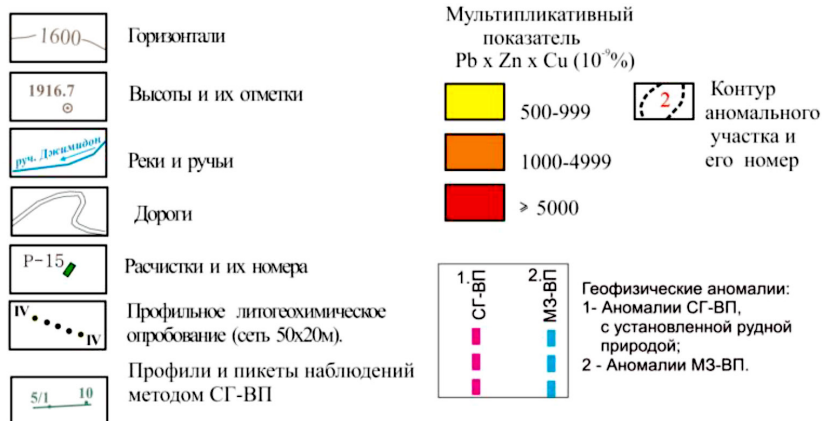 1600
Горизонтали
1916.7
Высоты и их отметки
руч. Джимидон
Реки и ручьи
Дороги
Р-15
Расчистки и их номера
IV
IV
Профильное литогеохимическое
опробование (сеть 50х20м).
5/1 10
Профили и пикеты наблюдений
методом СГ-ВП
Мультипликативный
показатель
Pb x Zn x Cu (10⁻⁹%)
500-999
1000-4999
⩾ 5000
2
Контур
аномального
участка и
его номер
1. СГ-ВП
2. МЗ-ВП
Геофизические аномалии:
1- Аномалии СГ-ВП,
с установленной рудной
природой;
2 - Аномалии МЗ-ВП.